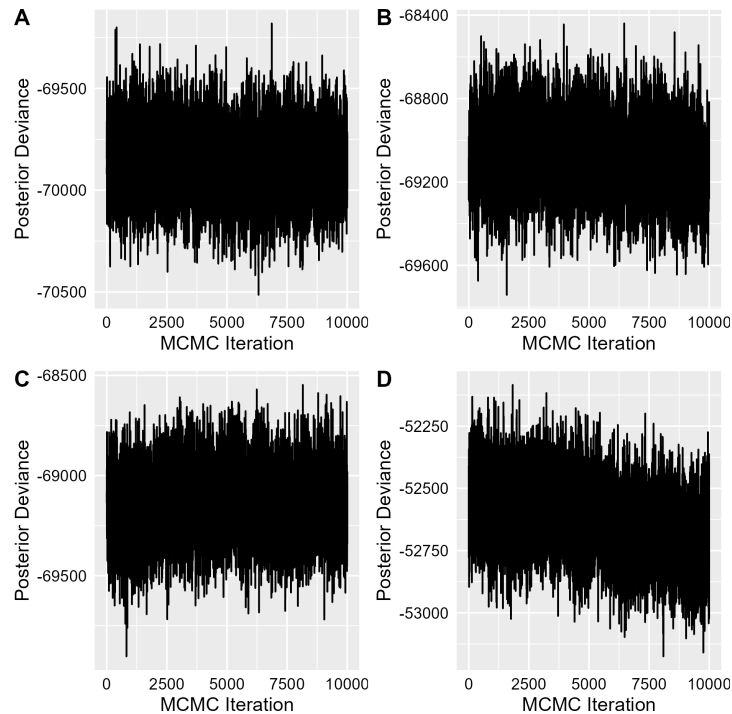 A
Posterior Deviance
-69500
-70000
-70500
0 2500 5000 7500 10000
MCMC Iteration
B
Posterior Deviance
-68400
-68800
-69200
-69600
0 2500 5000 7500 10000
MCMC Iteration
C
Posterior Deviance
-68500
-69000
-69500
0 2500 5000 7500 10000
MCMC Iteration
D
Posterior Deviance
-52250
-52500
-52750
-53000
0 2500 5000 7500 10000
MCMC Iteration